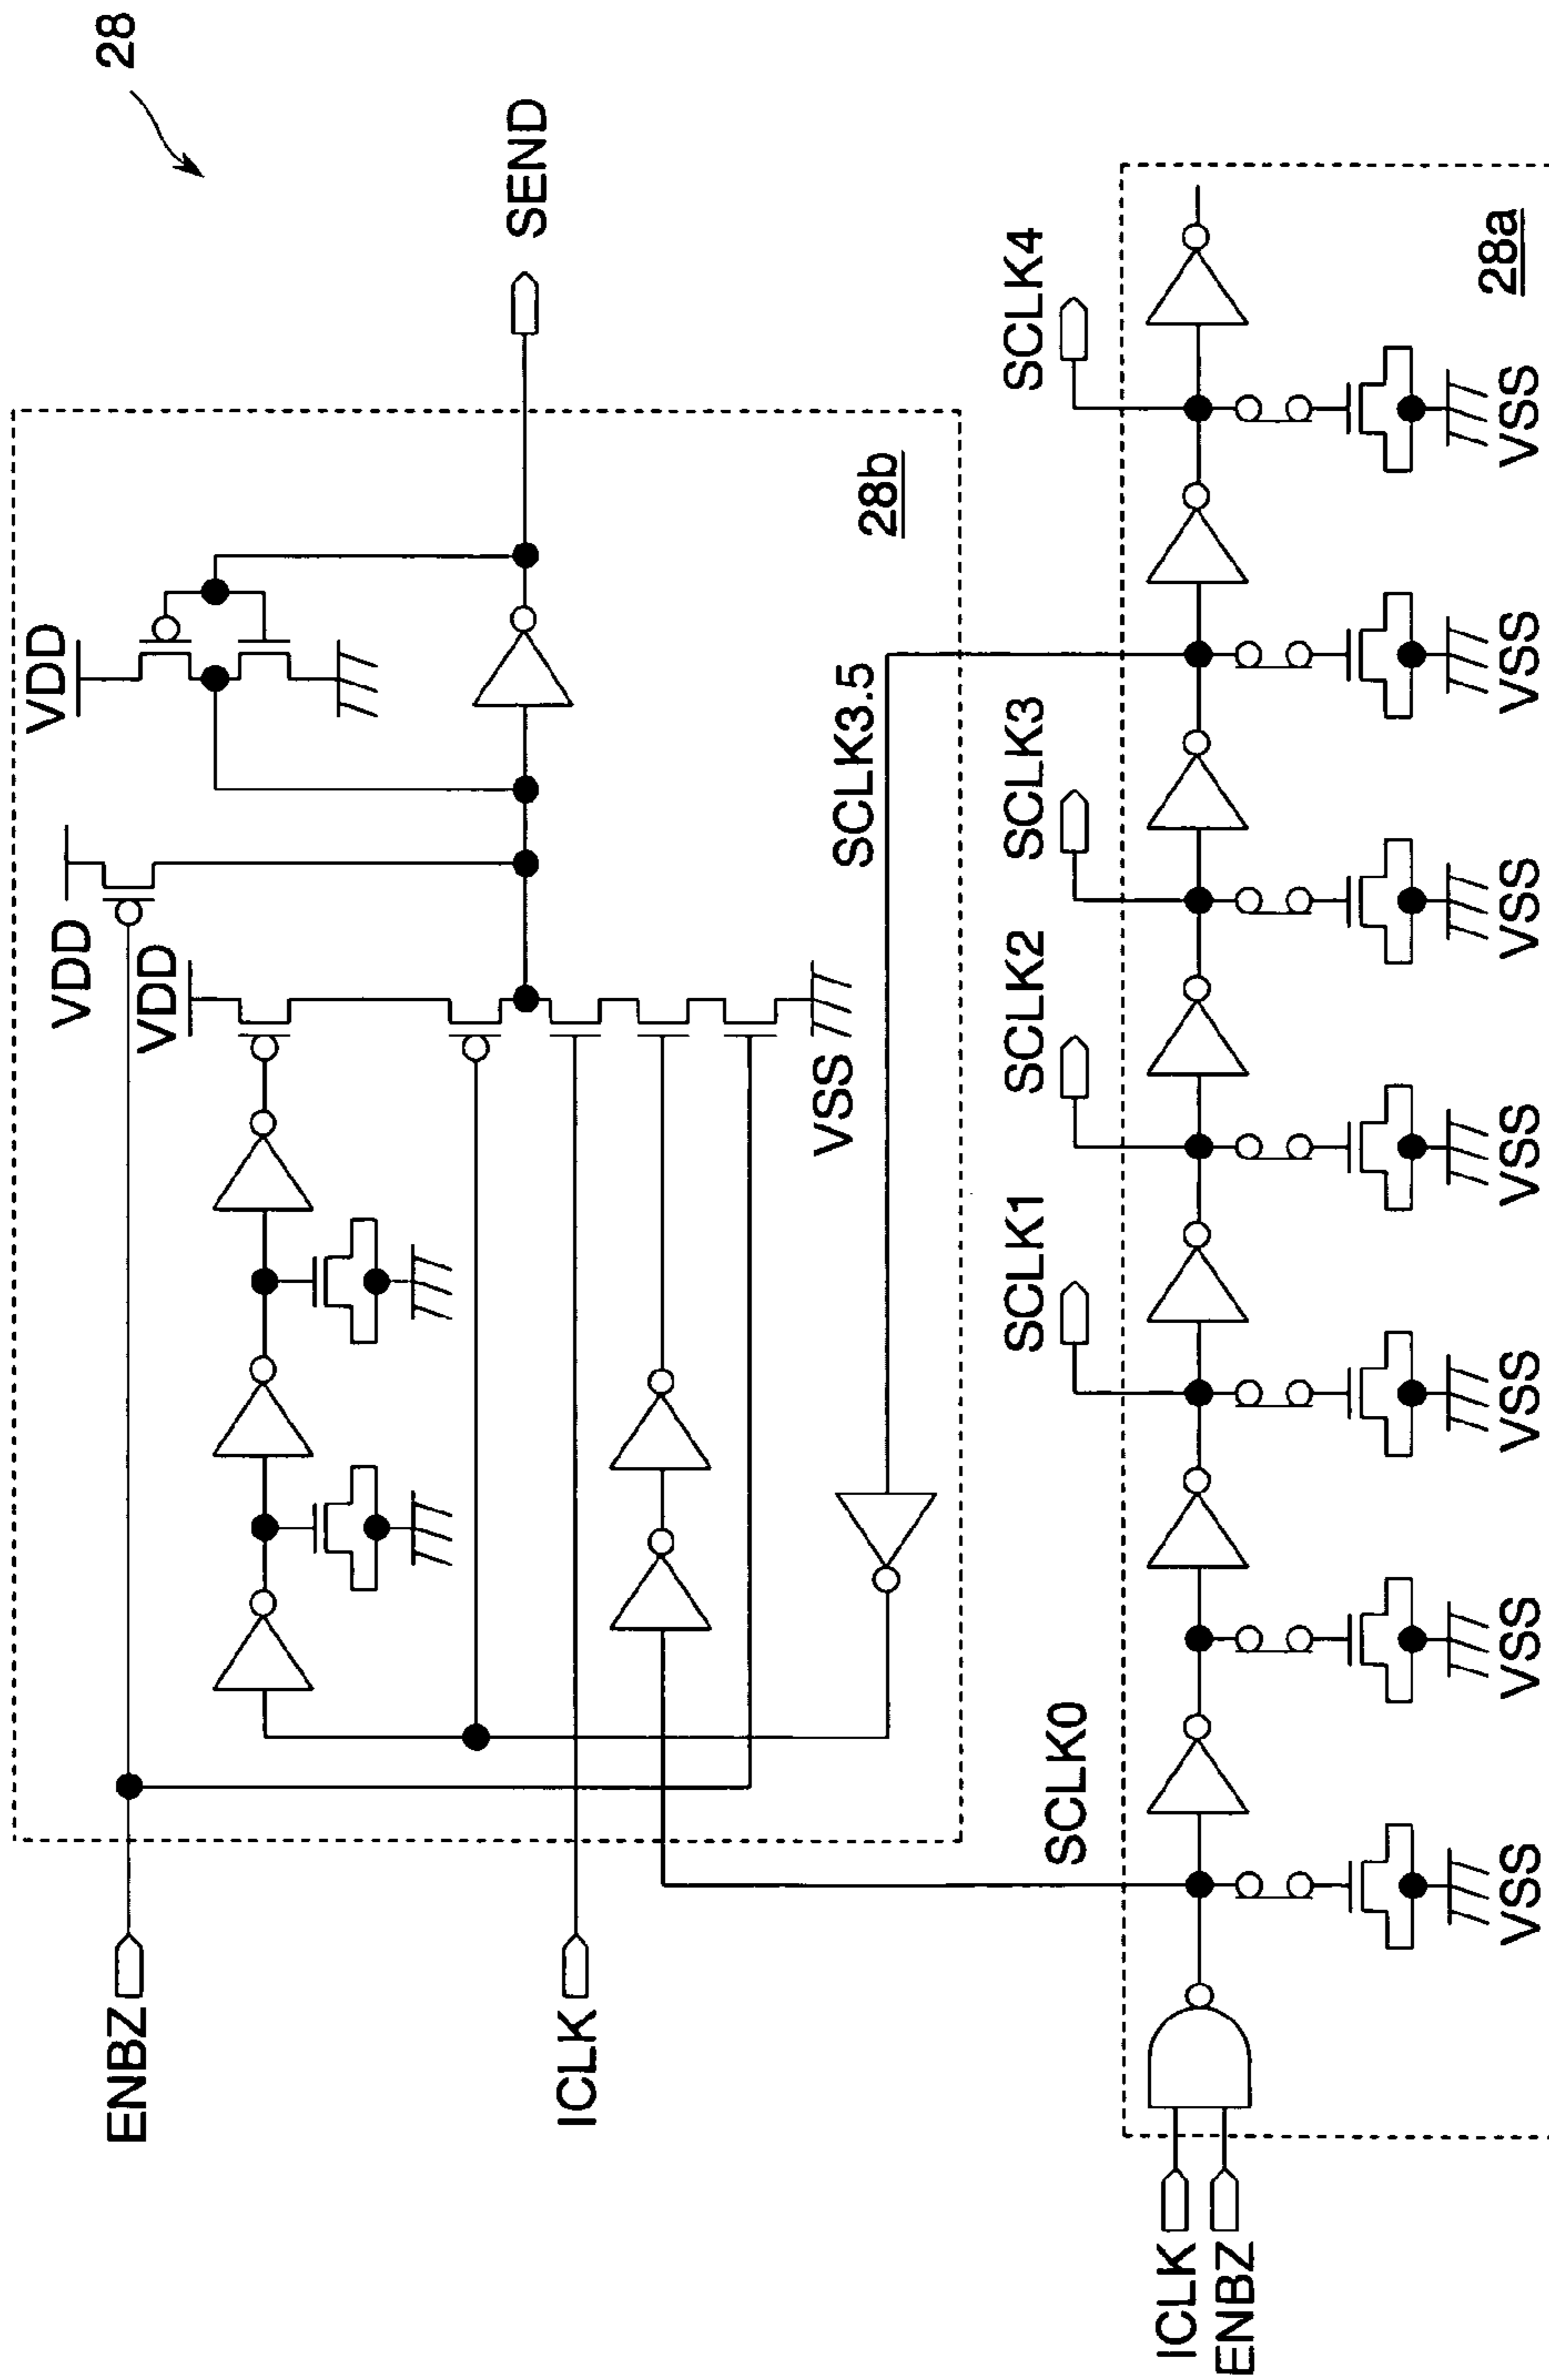 28
ENBZ
VDD
VDD
VDD
SEND
ICLK
VSS
28b
SCLK3.5
SCLK0
SCLK1
SCLK2
SCLK3
SCLK4
ICLK
ENBZ
28a
VSS
VSS
VSS
VSS
VSS
VSS
VSS